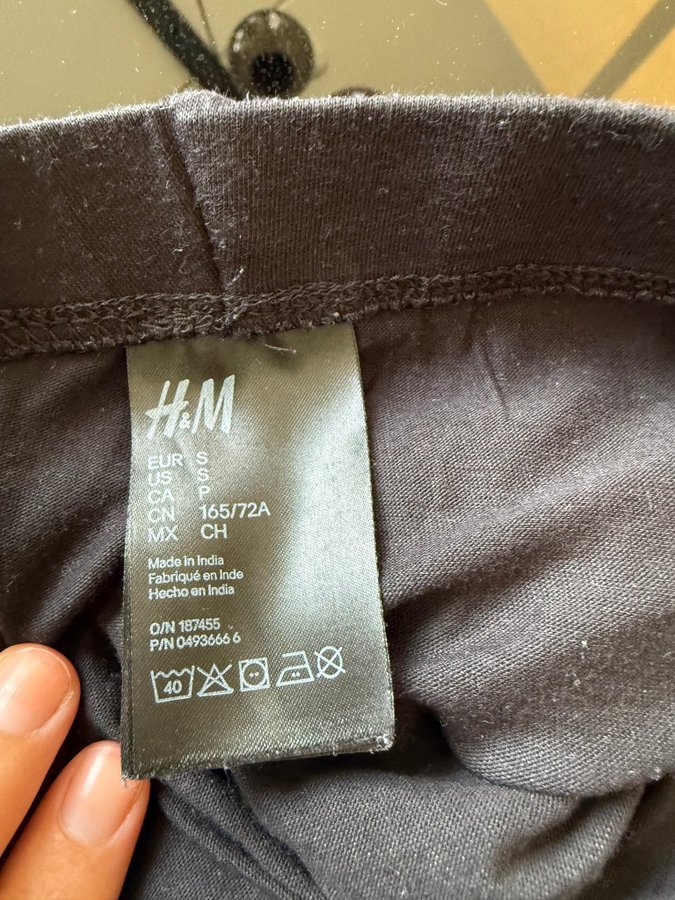 H&M
EUR S
US S
CA P
CN 165/72A
MX CH
Made in India
Fabriqué en Inde
Hecho en India
O/N 187455
P/N 0493666 6
40